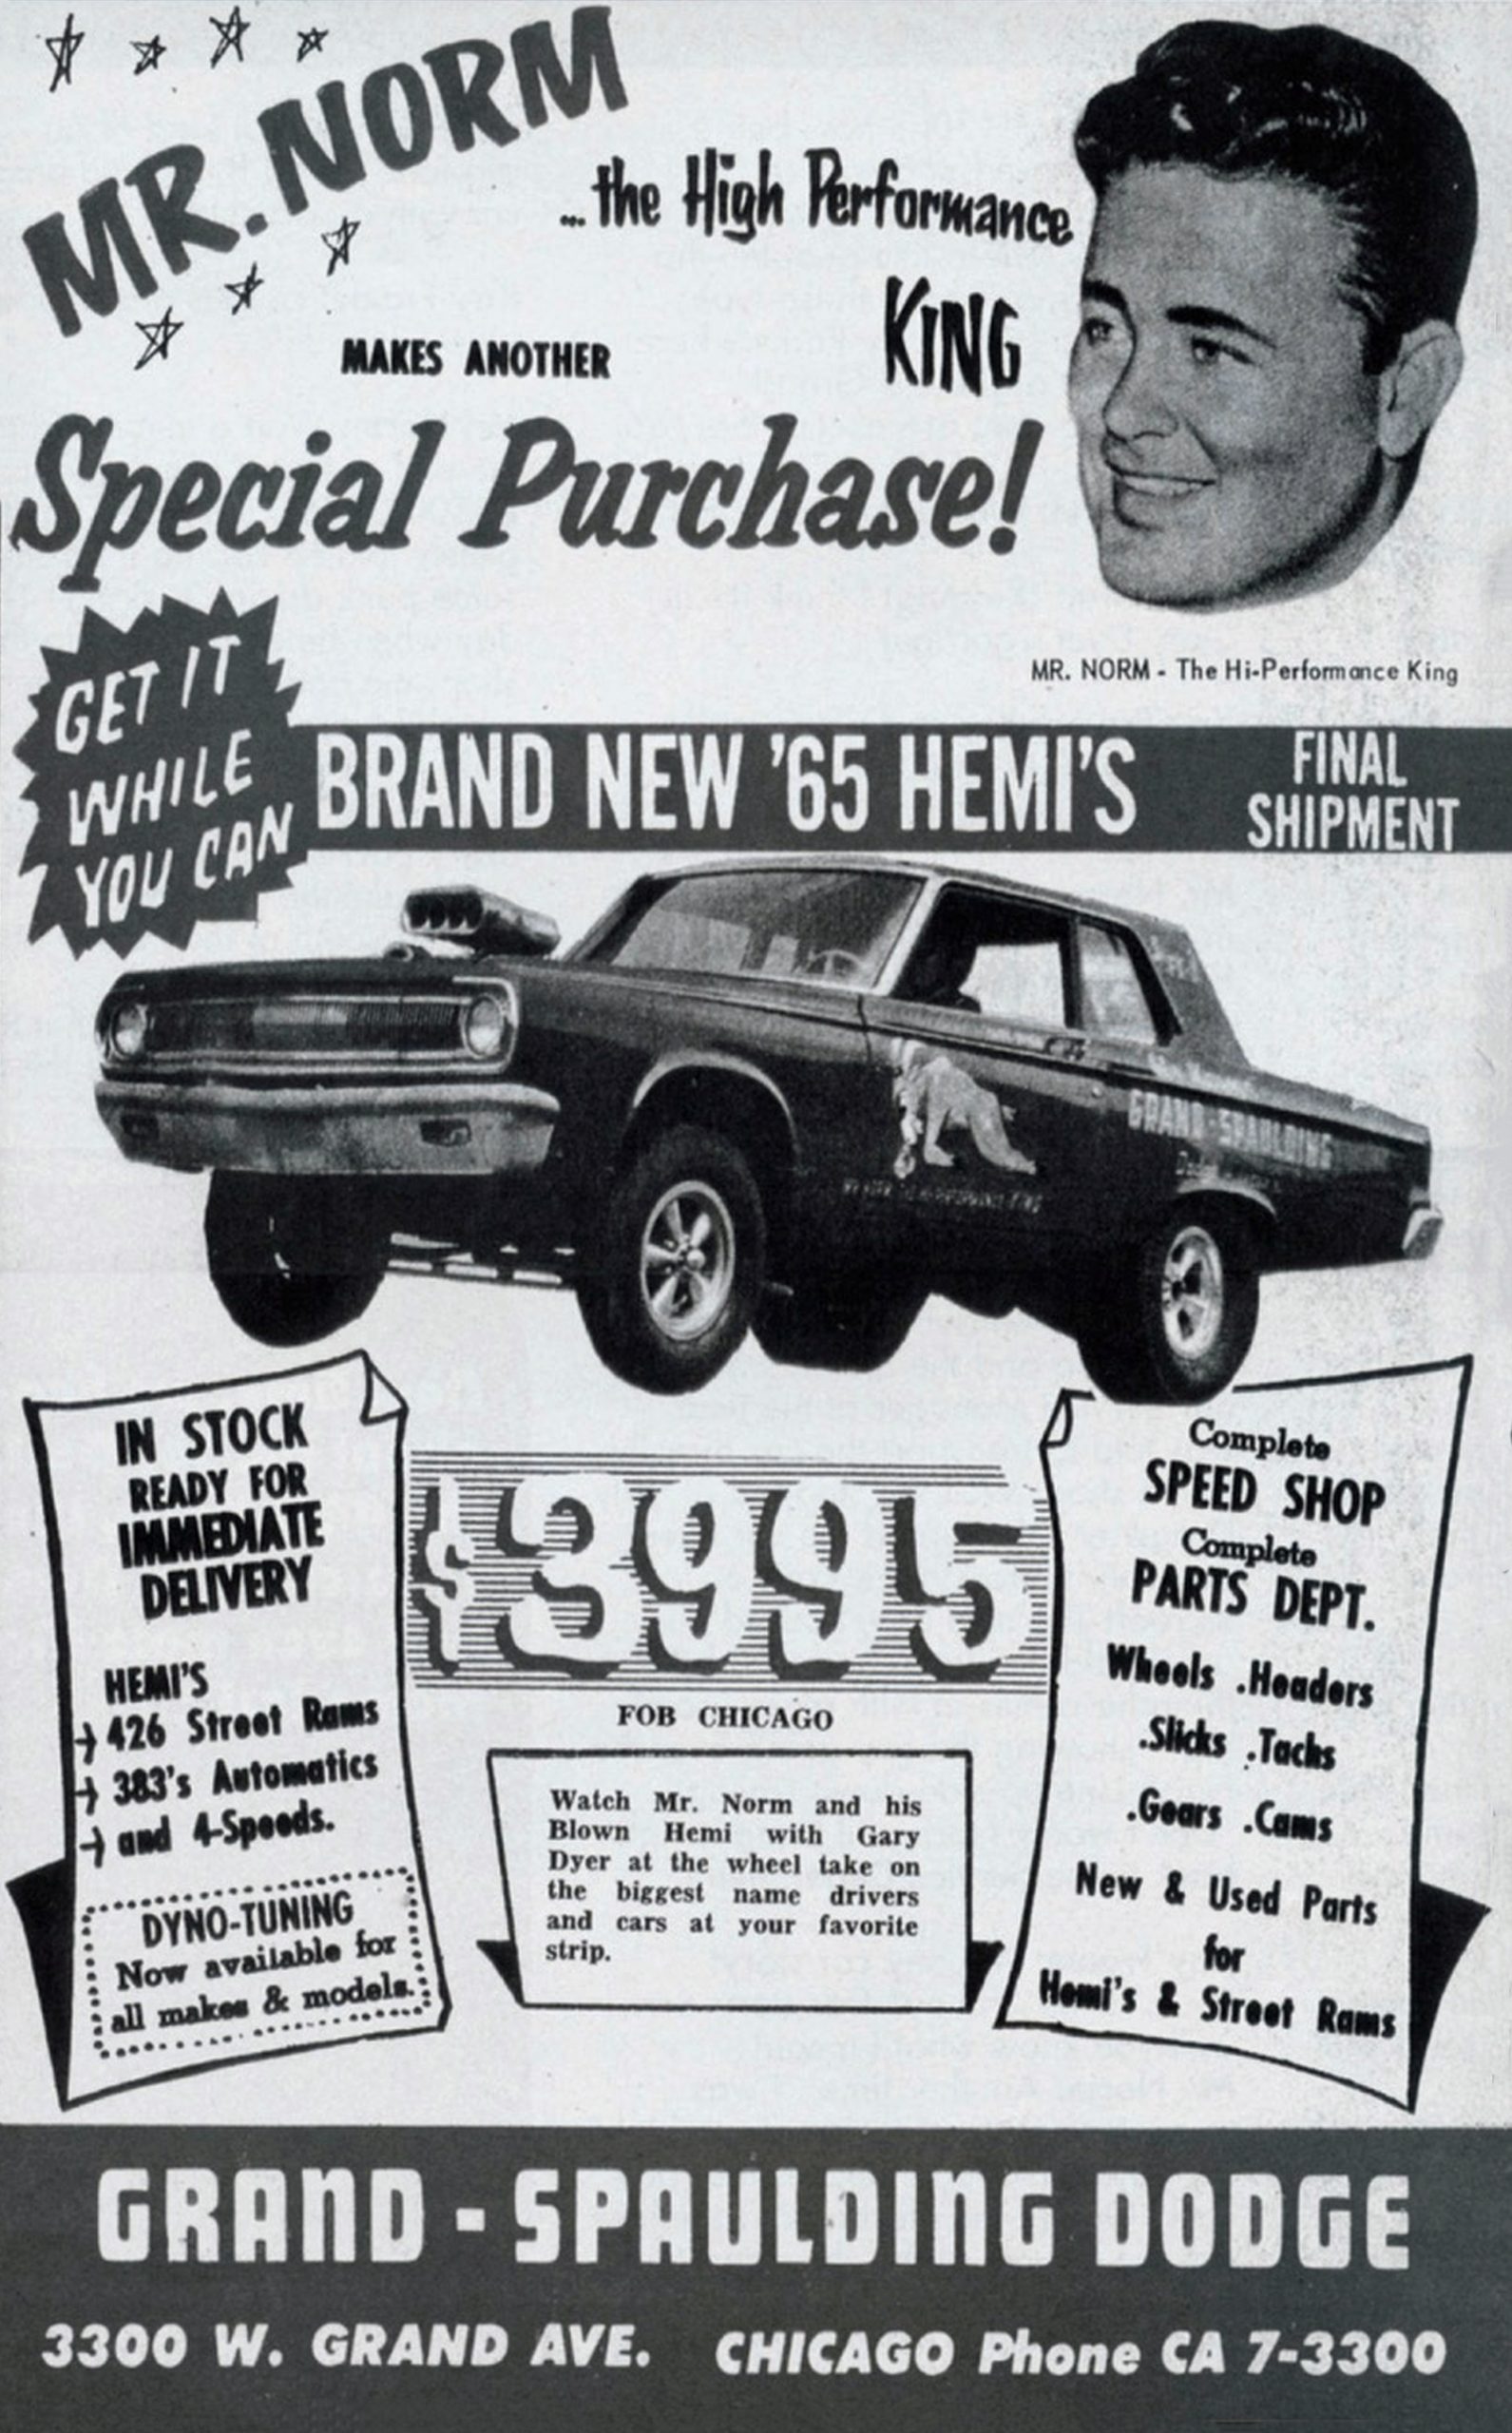 MR. NORM
...the High Performance
KING
MAKES ANOTHER
Special Purchase!
MR. NORM - The Hi-Performance King
GET IT
WHILE
YOU CAN
BRAND NEW '65 HEMI'S
FINAL
SHIPMENT
GRAND-SPAULDING
IN STOCK
READY FOR
IMMEDIATE
DELIVERY
HEMI'S
→ 426 Street Rams
→ 383's Automatics
→ and 4-Speeds.
DYNO-TUNING
Now available for
all makes & models.
$3995
FOB CHICAGO
Watch Mr. Norm and his
Blown Hemi with Gary
Dyer at the wheel take on
the biggest name drivers
and cars at your favorite
strip.
Complete
SPEED SHOP
Complete
PARTS DEPT.
Wheels .Headers
.Slicks .Tachs
.Gears .Cams
New & Used Parts
for
Hemi's & Street Rams
GRAND-SPAULDING DODGE
3300 W. GRAND AVE. CHICAGO Phone CA 7-3300